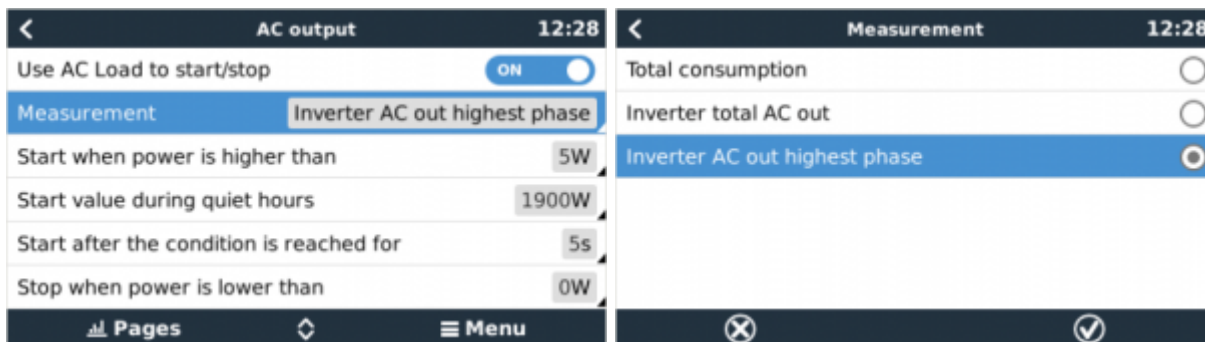 AC output 12:28
Use AC Load to start/stop ON
Measurement Inverter AC out highest phase
Start when power is higher than 5W
Start value during quiet hours 1900W
Start after the condition is reached for 5s
Stop when power is lower than 0W
Pages Menu
Measurement 12:28
Total consumption
Inverter total AC out
Inverter AC out highest phase